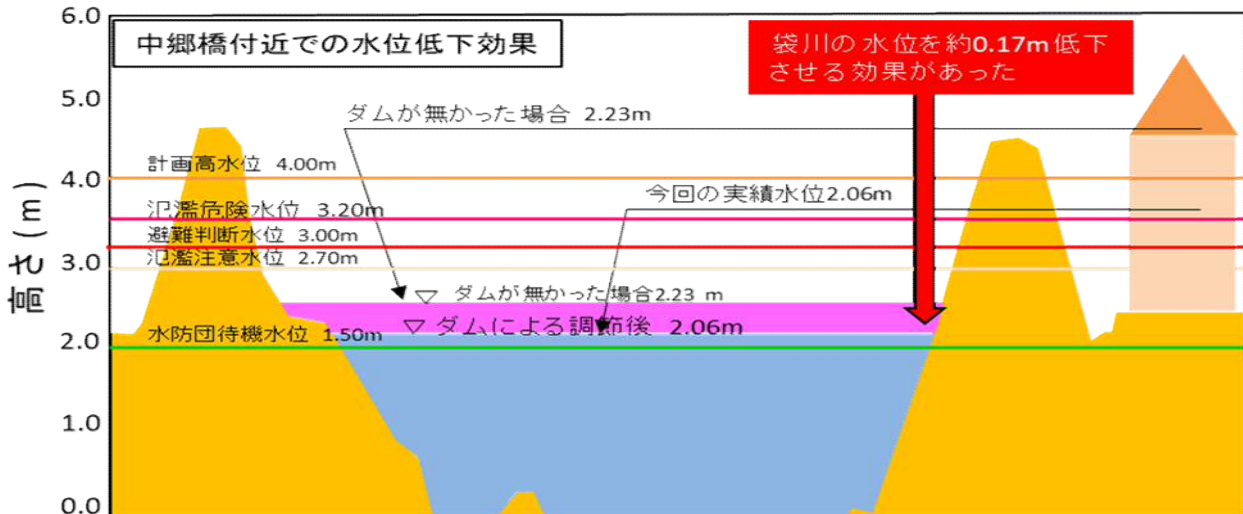 6.0
中郷橋付近での水位低下効果
袋川の水位を約0.17m低下
させる効果があった
5.0
ダムが無かった場合 2.23m
計画高水位 4.00m
4.0
今回の実績水位2.06m
氾濫危険水位 3.20m
避難判断水位 3.00m
氾濫注意水位 2.70m
3.0
高さ(m)
▽ ダムが無かった場合2.23 m
▽ ダムによる調節後 2.06m
水防団待機水位 1.50m
2.0
1.0
0.0